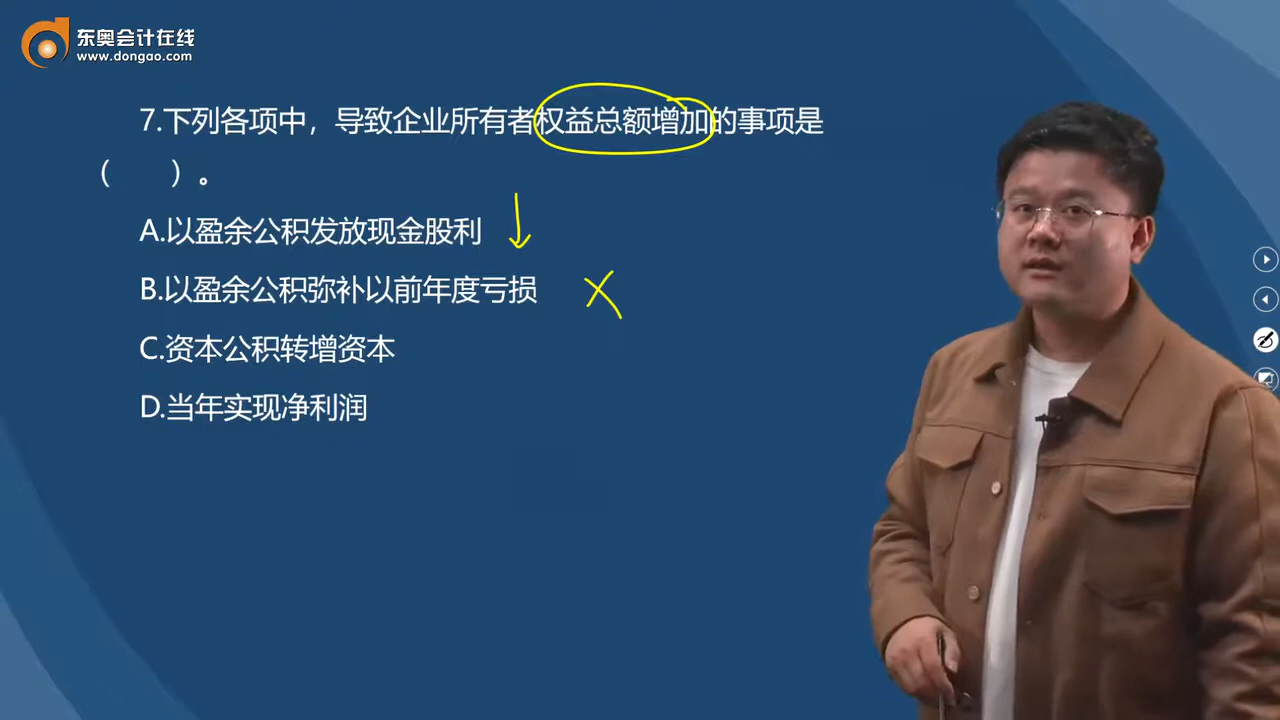 东奥会计在线
www.dongao.com
7.下列各项中，导致企业所有者权益总额增加的事项是
（　　）。
A.以盈余公积发放现金股利
B.以盈余公积弥补以前年度亏损
C.资本公积转增资本
D.当年实现净利润